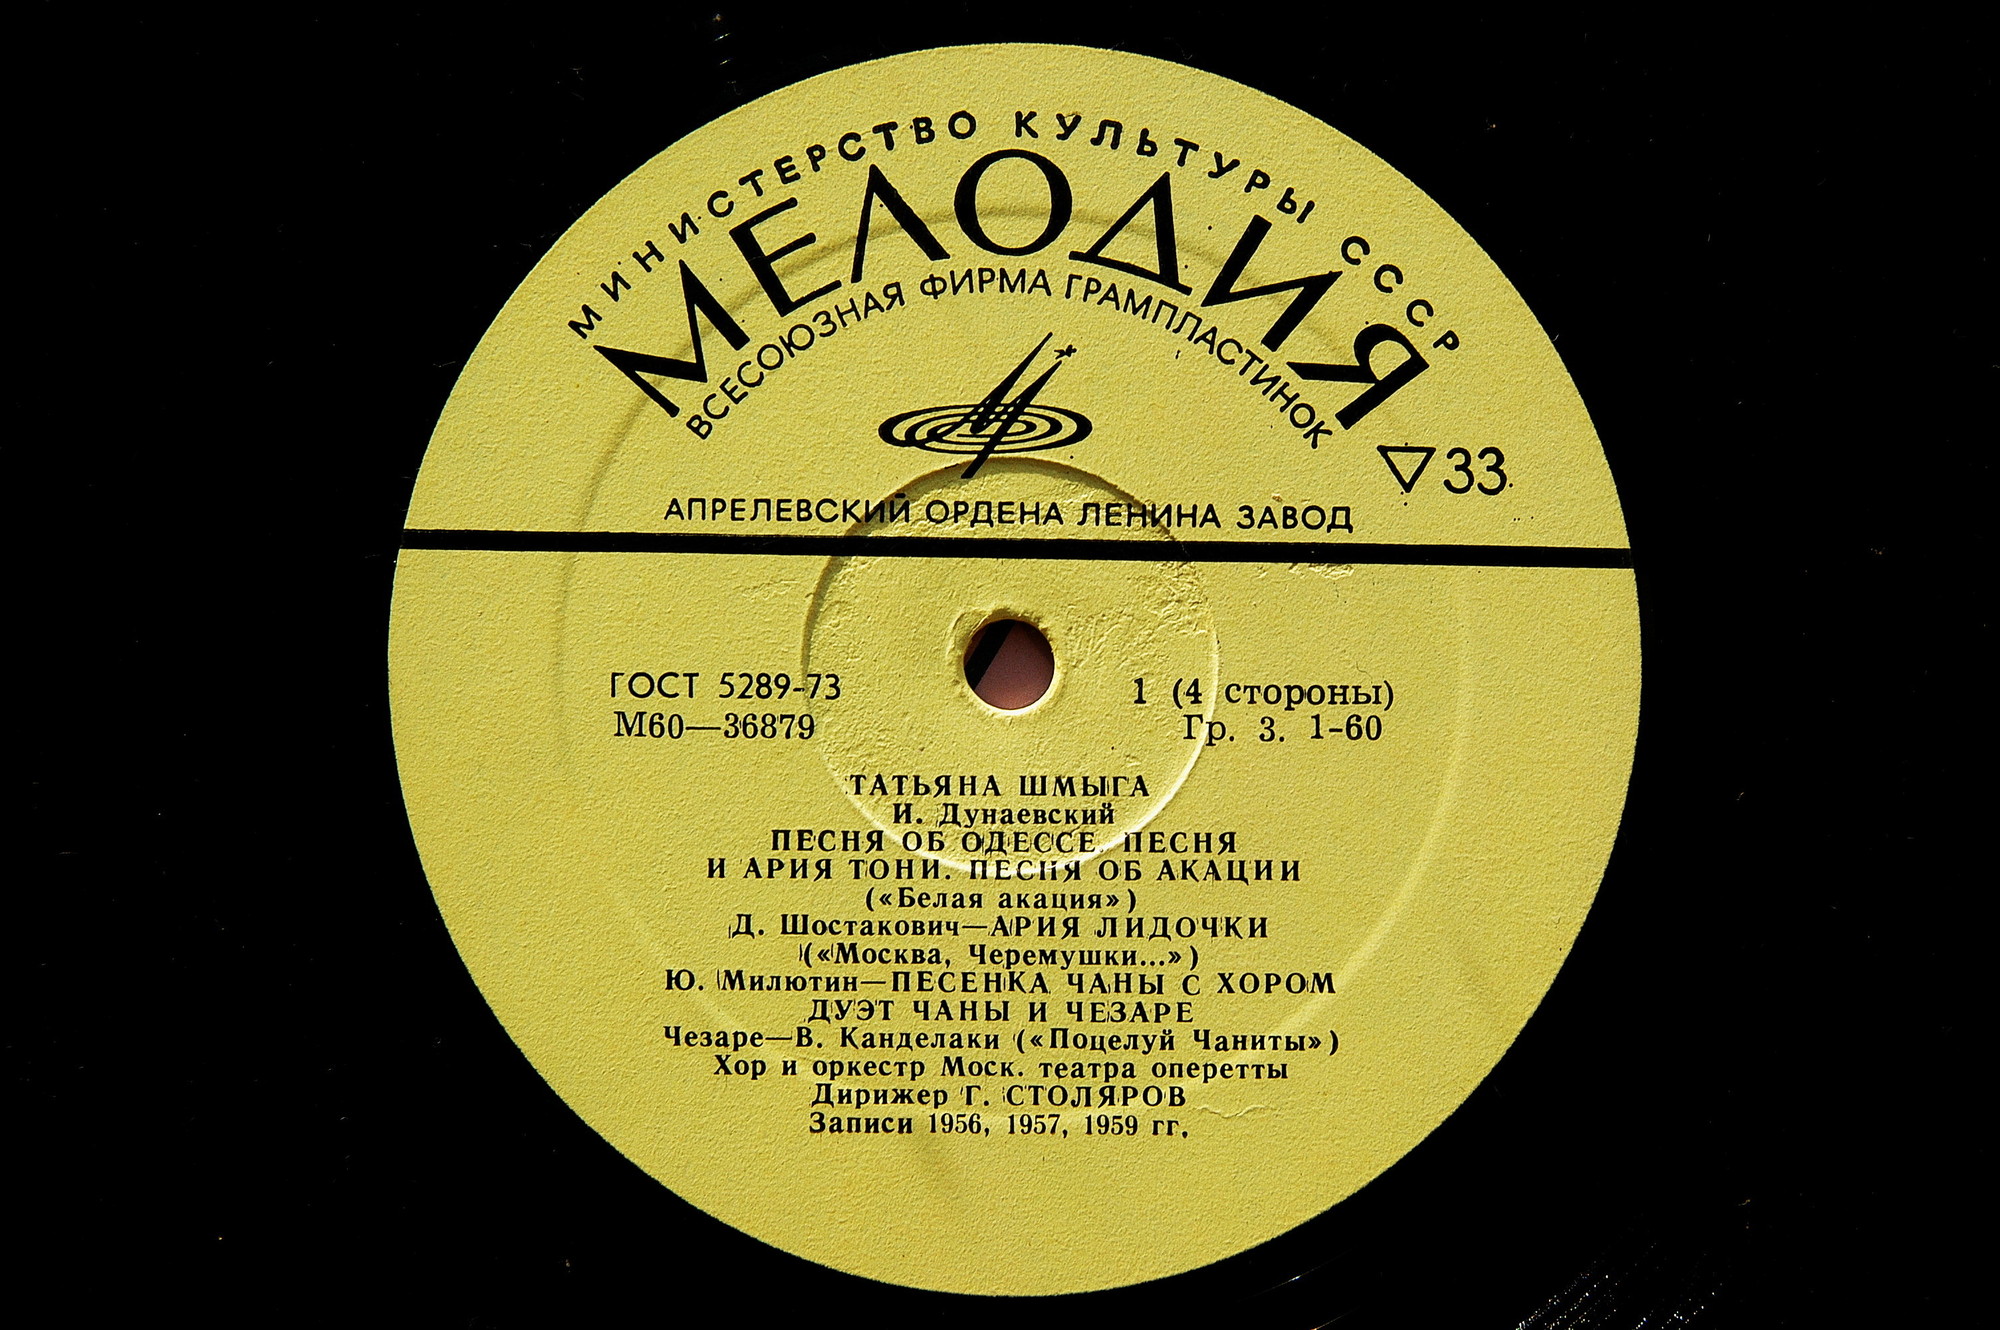 МИНИСТЕРСТВО КУЛЬТУРЫ СССР
МЕЛОДИЯ
ВСЕСОЮЗНАЯ ФИРМА ГРАМПЛАСТИНОК
33
АПРЕЛЕВСКИЙ ОРДЕНА ЛЕНИНА ЗАВОД
ГОСТ 5289-73
М60—36879
1 (4 стороны)
Гр. 3. 1-60
ТАТЬЯНА ШМЫГА
И. Дунаевский
ПЕСНЯ ОБ ОДЕССЕ. ПЕСНЯ
И АРИЯ ТОНИ. ПЕСНЯ ОБ АКАЦИИ
(«Белая акация»)
Д. Шостакович—АРИЯ ЛИДОЧКИ
(«Москва, Черемушки...»)
Ю. Милютин—ПЕСЕНКА ЧАНЫ С ХОРОМ
ДУЭТ ЧАНЫ И ЧЕЗАРЕ
Чезаре—В. Канделаки («Поцелуй Чаниты»)
Хор и оркестр Моск. театра оперетты
Дирижер Г. СТОЛЯРОВ
Записи 1956, 1957, 1959 гг.